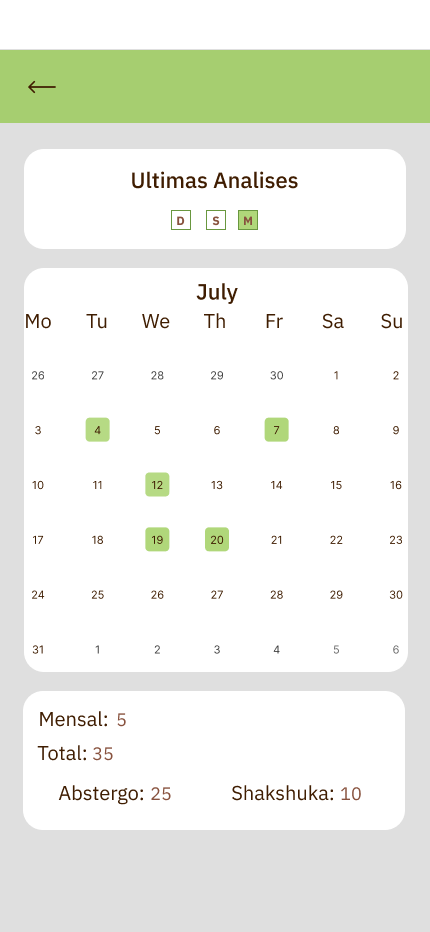 Ultimas Analises
D S M
July
Mo Tu We Th Fr Sa Su
26 27 28 29 30 1 2
3 4 5 6 7 8 9
10 11 12 13 14 15 16
17 18 19 20 21 22 23
24 25 26 27 28 29 30
31 1 2 3 4 5 6
Mensal: 5
Total: 35
Abstergo: 25 Shakshuka: 10